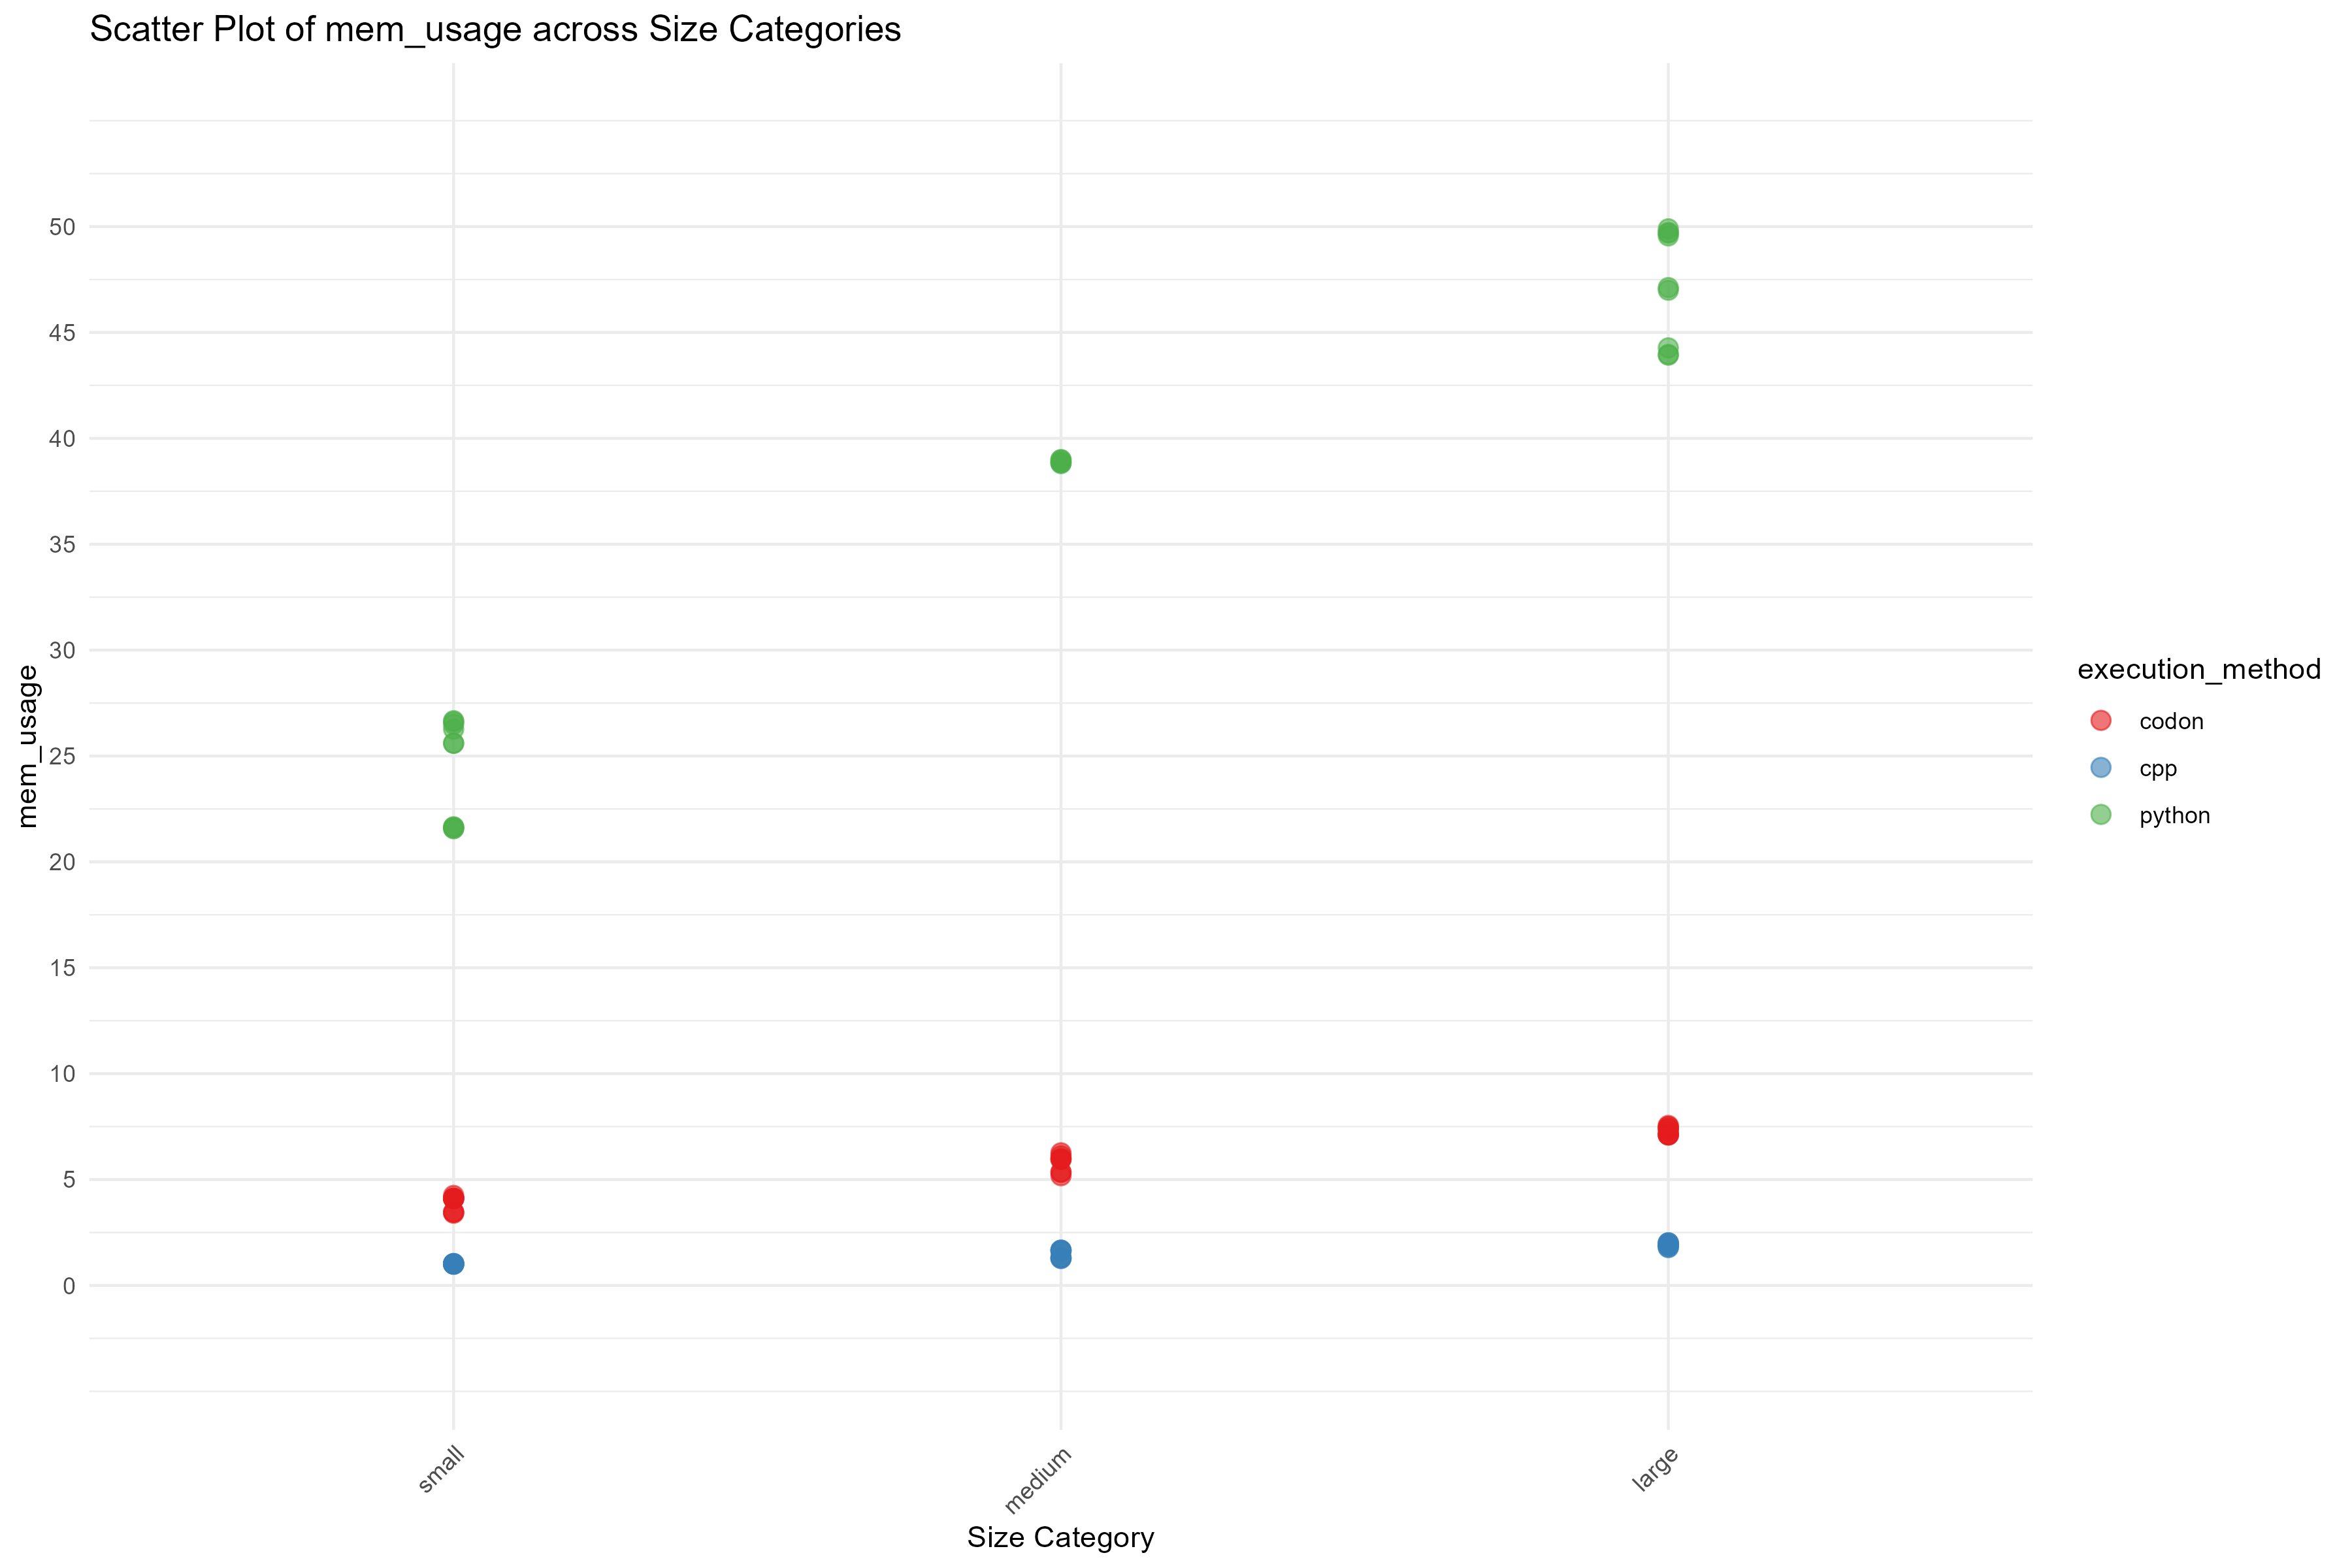 Scatter Plot of mem_usage across Size Categories
mem_usage
50
45
40
35
30
25
20
15
10
5
0
small
medium
large
Size Category
execution_method
codon
cpp
python